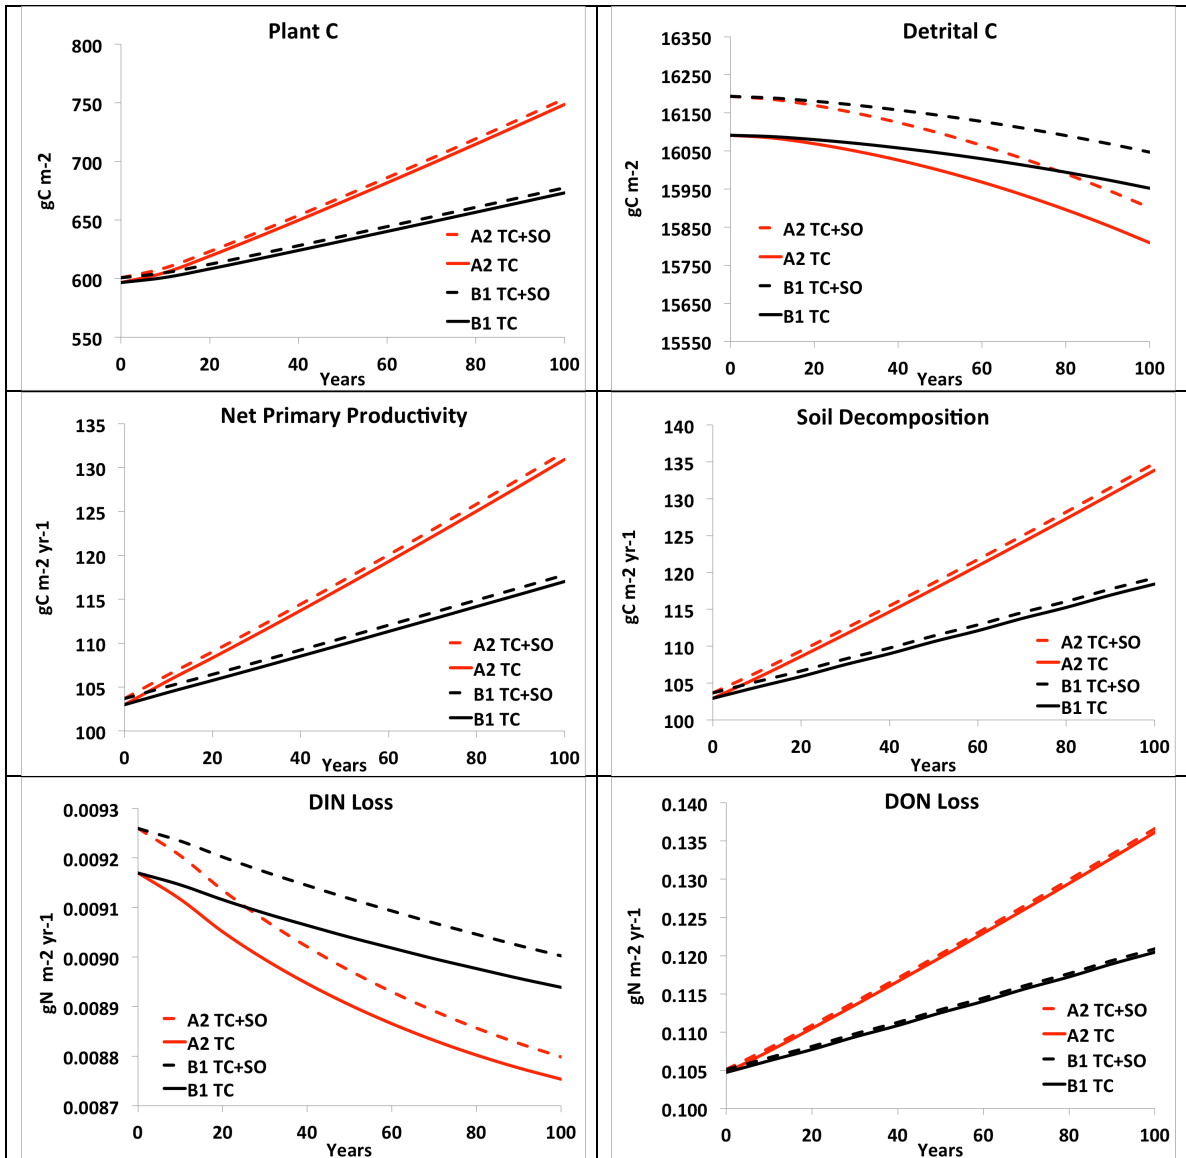 Plant C
800
750
700
650
600
550
gC m-2
A2 TC+SO
A2 TC
B1 TC+SO
B1 TC
0 20 40 60 80 100
Years
Detrital C
16350
16250
16150
16050
15950
15850
15750
15650
15550
gC m-2
A2 TC+SO
A2 TC
B1 TC+SO
B1 TC
0 20 40 60 80 100
Years
Net Primary Productivity
135
130
125
120
115
110
105
100
gC m-2 yr-1
A2 TC+SO
A2 TC
B1 TC+SO
B1 TC
0 20 40 60 80 100
Years
Soil Decomposition
140
135
130
125
120
115
110
105
100
gC m-2 yr-1
A2 TC+SO
A2 TC
B1 TC+SO
B1 TC
0 20 40 60 80 100
Years
DIN Loss
0.0093
0.0092
0.0091
0.0090
0.0089
0.0088
0.0087
gN m-2 yr-1
A2 TC+SO
A2 TC
B1 TC+SO
B1 TC
0 20 40 60 80 100
Years
DON Loss
0.140
0.135
0.130
0.125
0.120
0.115
0.110
0.105
0.100
gN m-2 yr-1
A2 TC+SO
A2 TC
B1 TC+SO
B1 TC
0 20 40 60 80 100
Years